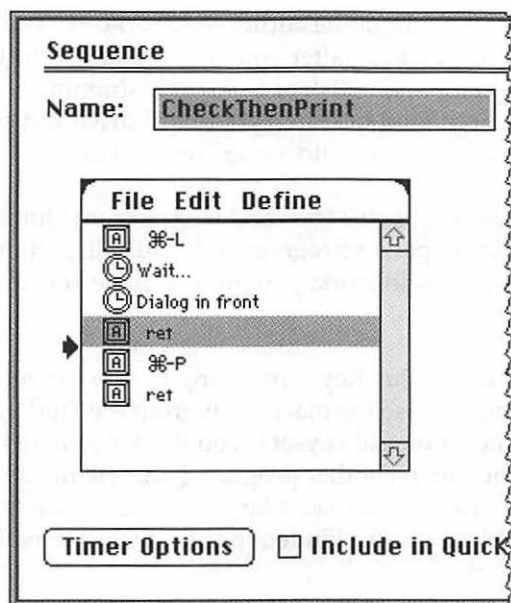 Sequence
Name: CheckThenPrint
File Edit Define
A ⌘-L
Wait...
Dialog in front
A ret
A ⌘-P
A ret
Timer Options Include in QuicK